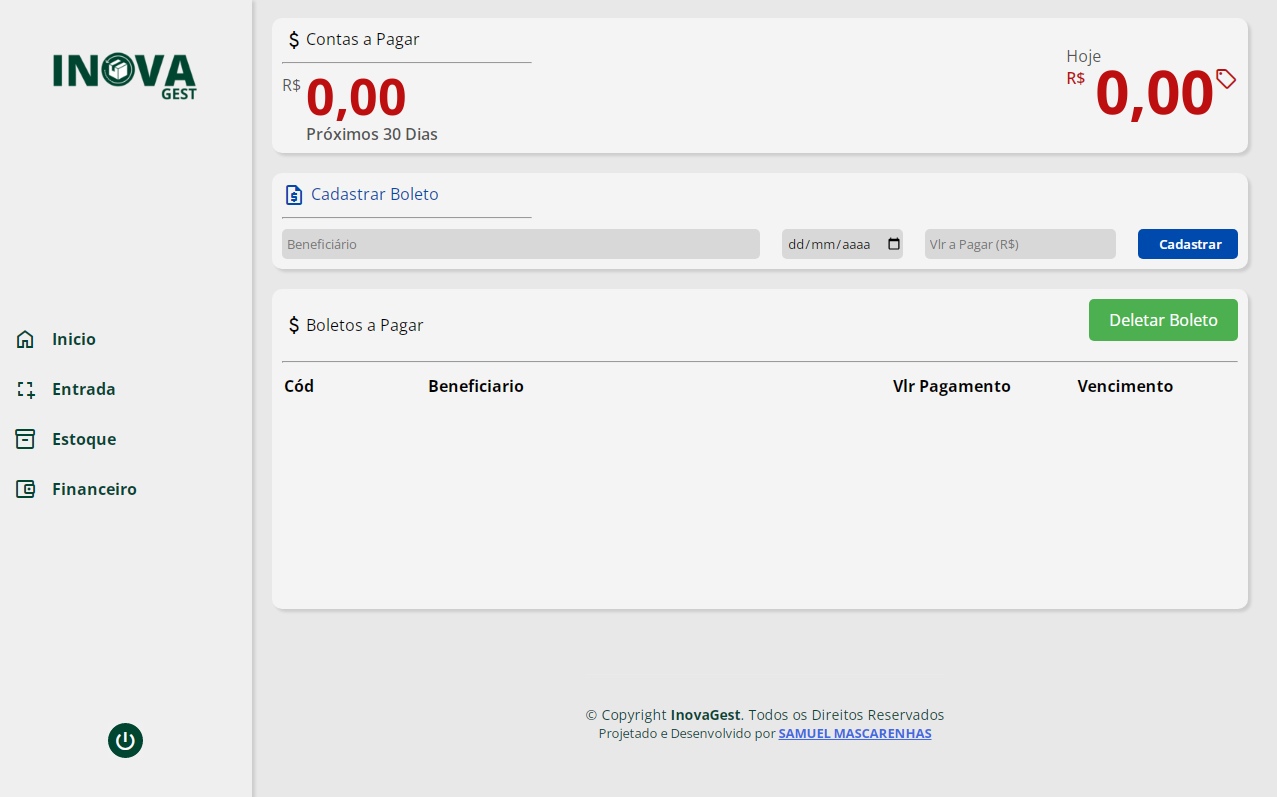 INOVA
GEST
Inicio
Entrada
Estoque
Financeiro
Contas a Pagar
R$ 0,00
Próximos 30 Dias
Hoje
R$ 0,00
Cadastrar Boleto
Beneficiário dd/mm/aaaa Vlr a Pagar (R$) Cadastrar
Boletos a Pagar Deletar Boleto
Cód Beneficiario Vlr Pagamento Vencimento
© Copyright InovaGest. Todos os Direitos Reservados
Projetado e Desenvolvido por SAMUEL MASCARENHAS